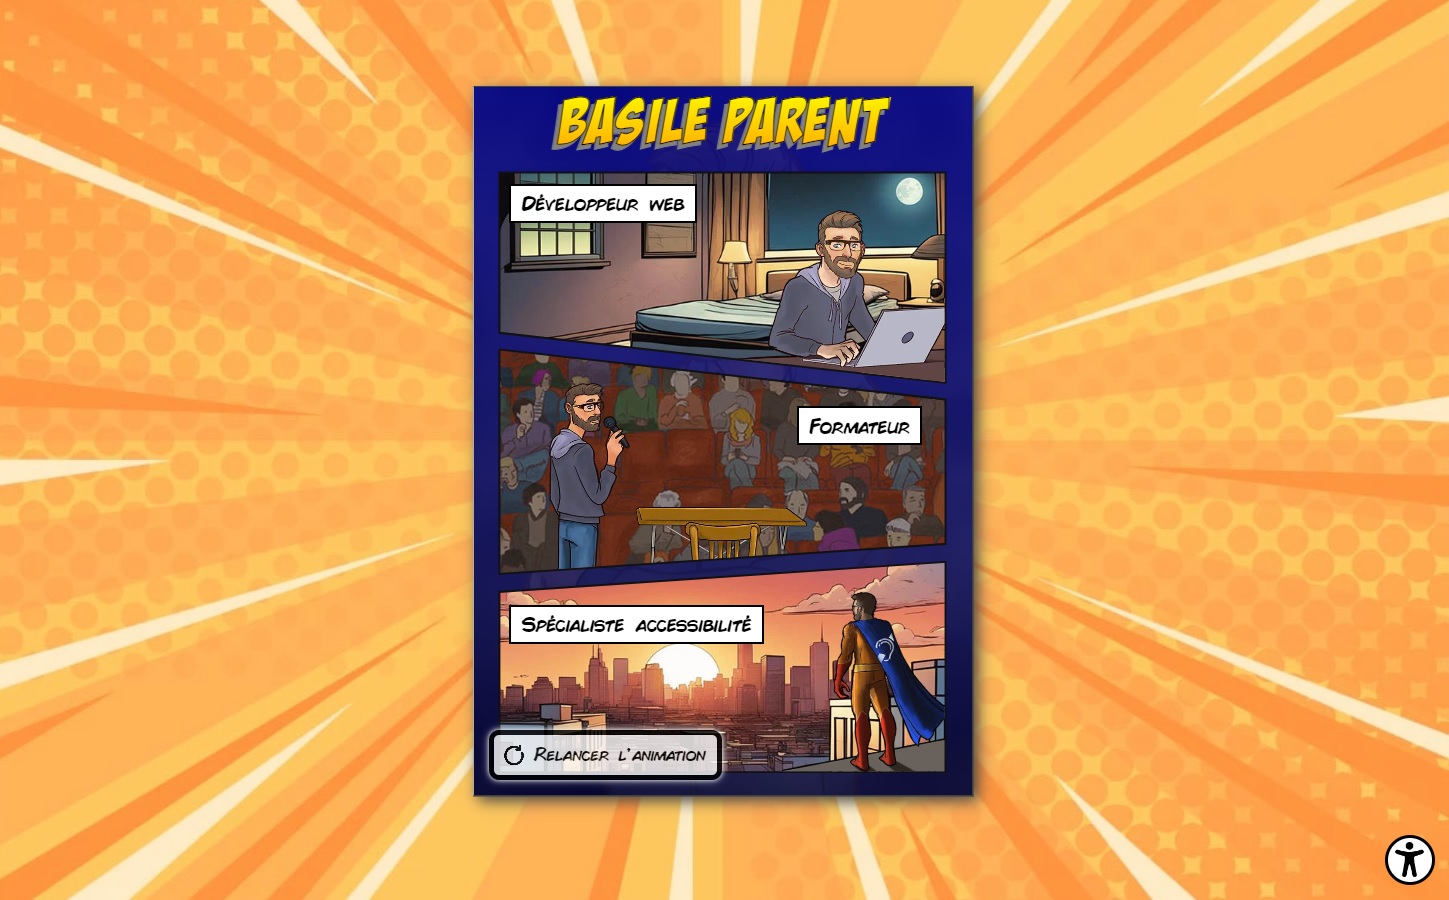 BASILE PARENT
Développeur web
Formateur
Spécialiste accessibilité
Relancer l'animation